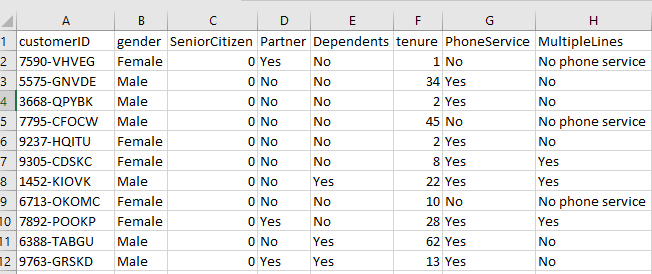 A B C D E F G H
1 customerID gender SeniorCitizen Partner Dependents tenure PhoneService MultipleLines
2 7590-VHVEG Female 0 Yes No 1 No No phone service
3 5575-GNVDE Male 0 No No 34 Yes No
4 3668-QPYBK Male 0 No No 2 Yes No
5 7795-CFOCW Male 0 No No 45 No No phone service
6 9237-HQITU Female 0 No No 2 Yes No
7 9305-CDSKC Female 0 No No 8 Yes Yes
8 1452-KIOVK Male 0 No Yes 22 Yes Yes
9 6713-OKOMC Female 0 No No 10 No No phone service
10 7892-POOKP Female 0 Yes No 28 Yes Yes
11 6388-TABGU Male 0 No Yes 62 Yes No
12 9763-GRSKD Male 0 Yes Yes 13 Yes No